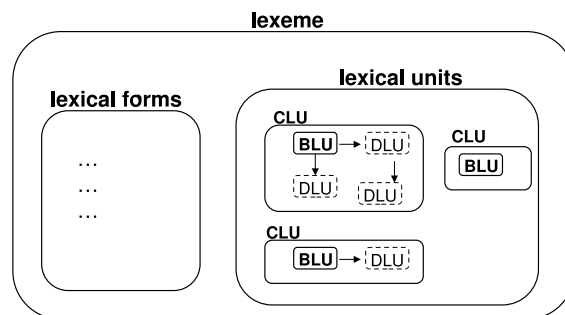 lexeme
lexical forms
...
...
...
lexical units
CLU
BLU DLU
DLU DLU
CLU
BLU
CLU
BLU DLU